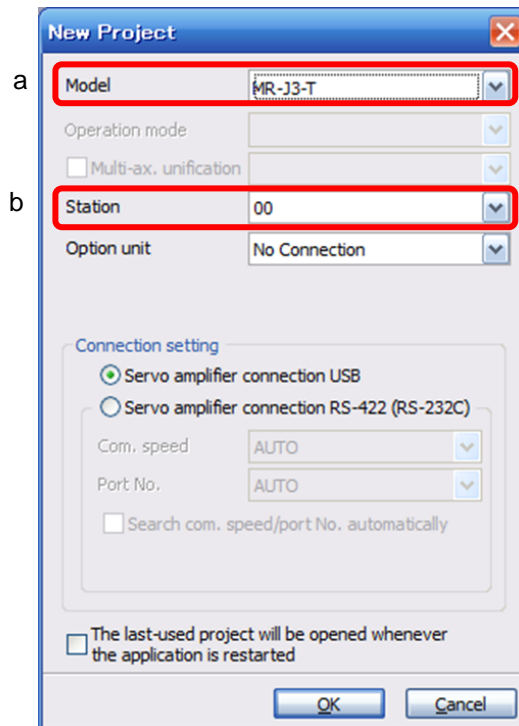 New Project
a
Model MR-J3-T
Operation mode
Multi-ax. unification
b
Station 00
Option unit No Connection
Connection setting
Servo amplifier connection USB
Servo amplifier connection RS-422 (RS-232C)
Com. speed AUTO
Port No. AUTO
Search com. speed/port No. automatically
The last-used project will be opened whenever
the application is restarted
OK Cancel